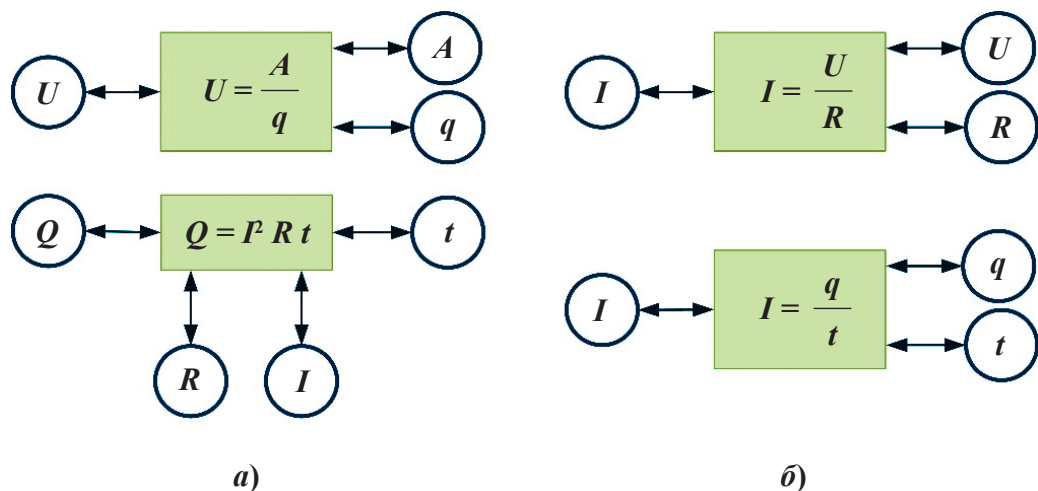 U
U = A / q
A
q
Q
Q = I² R t
t
R
I
а)
I
I = U / R
U
R
I
I = q / t
q
t
б)